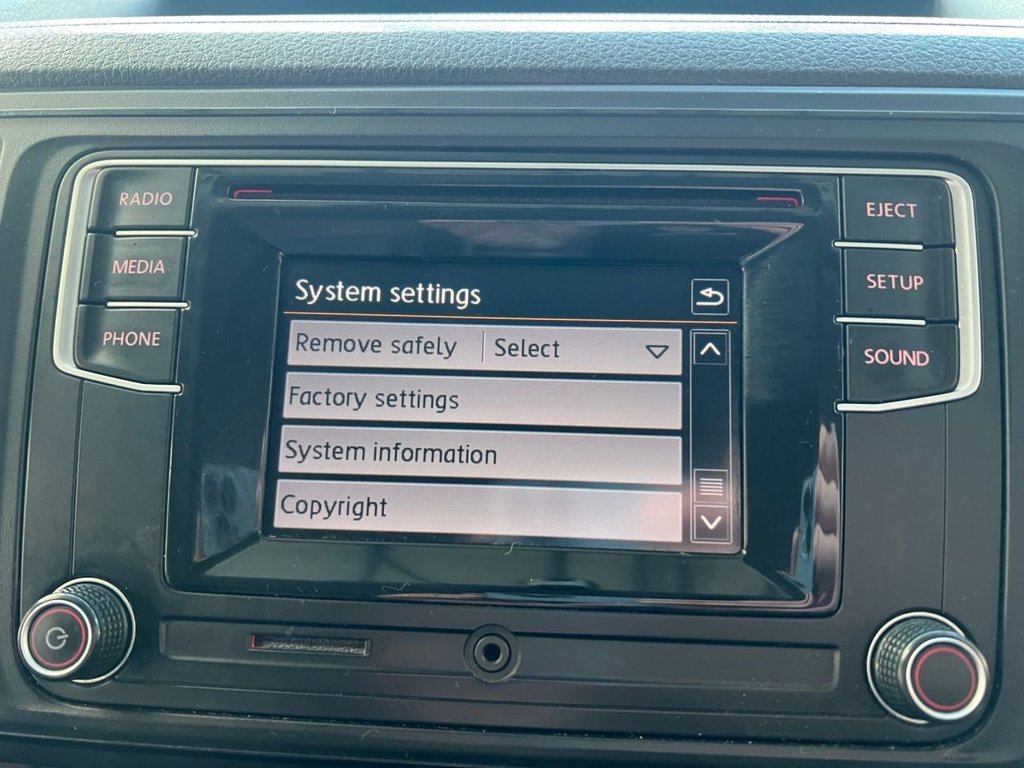 RADIO
MEDIA
PHONE
System settings
Remove safely Select
Factory settings
System information
Copyright
EJECT
SETUP
SOUND